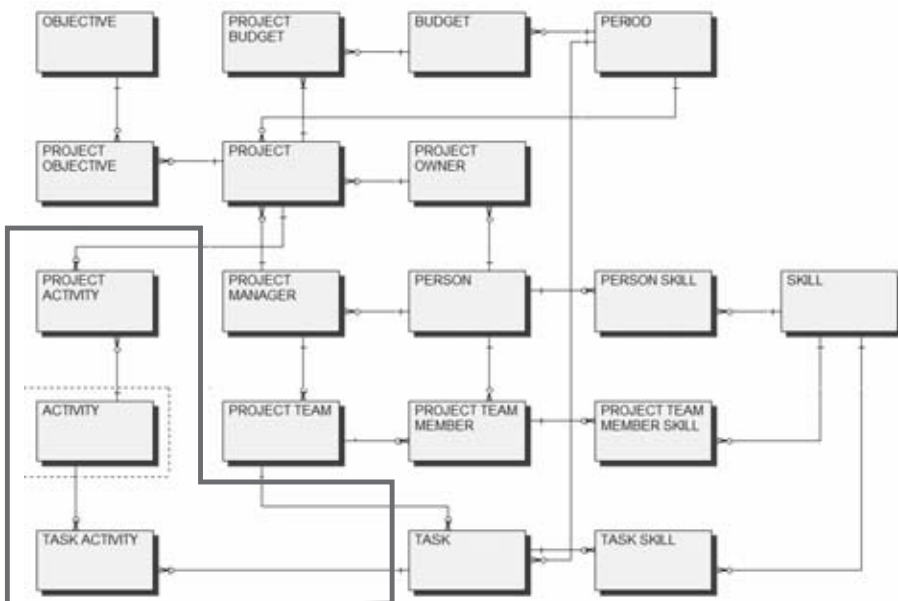 OBJECTIVE
PROJECT
BUDGET
BUDGET
PERIOD
PROJECT
OBJECTIVE
PROJECT
PROJECT
OWNER
PROJECT
ACTIVITY
PROJECT
MANAGER
PERSON
PERSON SKILL
SKILL
ACTIVITY
PROJECT TEAM
PROJECT TEAM
MEMBER
PROJECT TEAM
MEMBER SKILL
TASK ACTIVITY
TASK
TASK SKILL